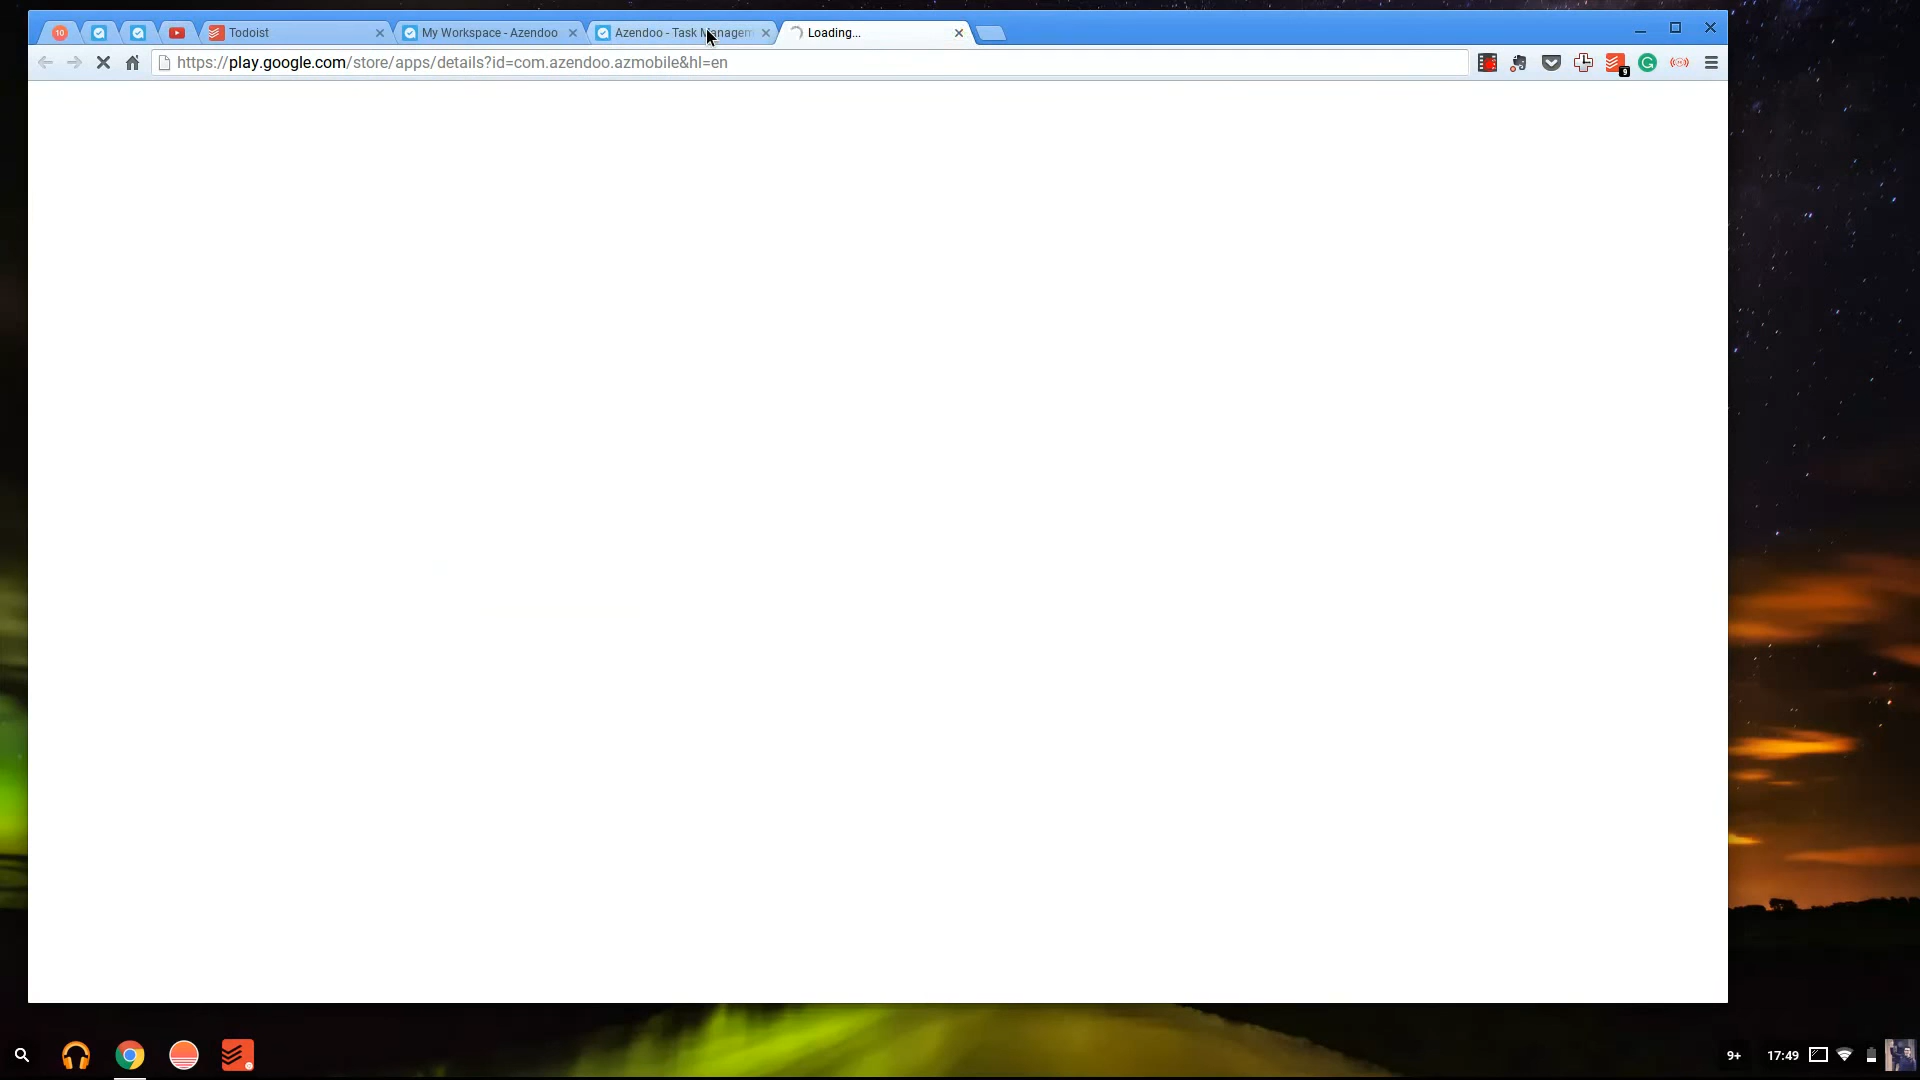 10
Todoist
My Workspace - Azendoo
Azendoo - Task Managem
Loading...
https://play.google.com/store/apps/details?id=com.azendoo.azmobile&hl=en
9
9+
17:49